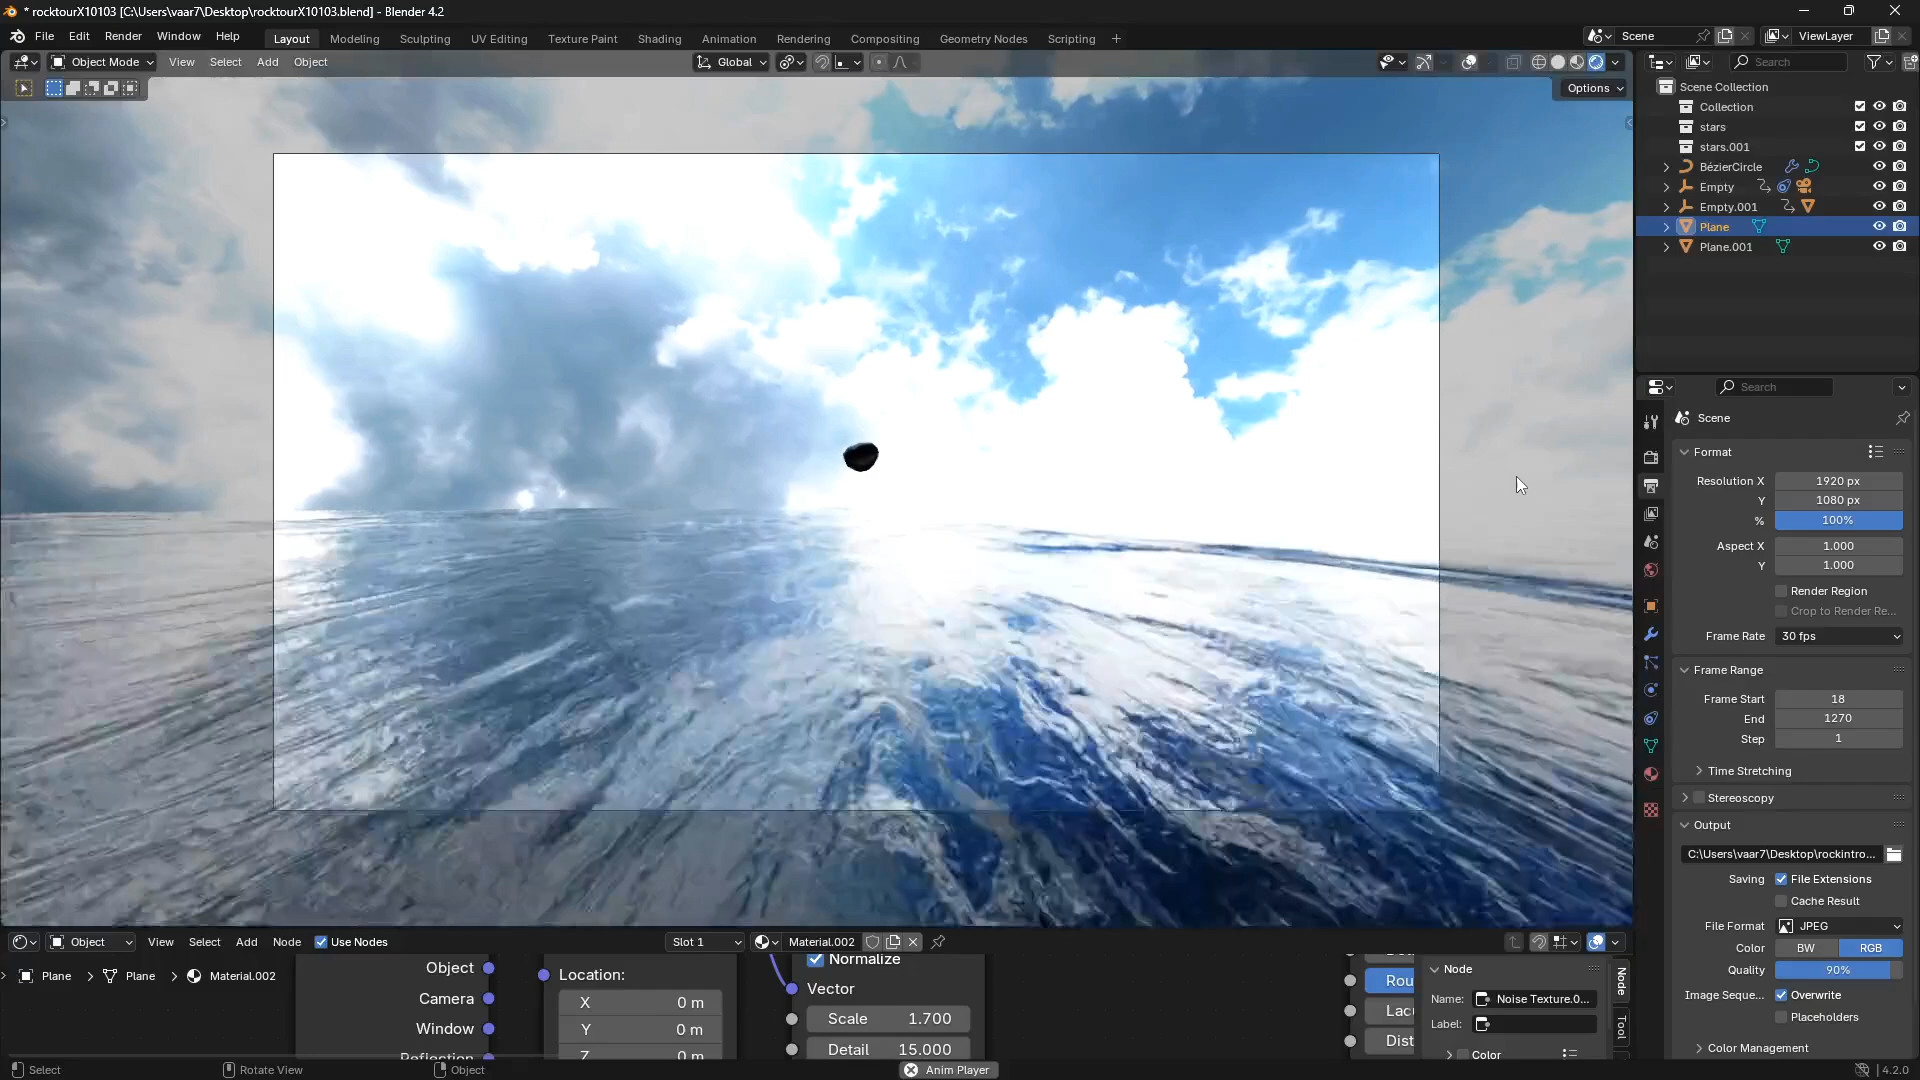 * rocktourX10103 [C:\Users\vaar7\Desktop\rocktourX10103.blend] - Blender 4.2
File Edit Render Window Help Layout Modeling Sculpting UV Editing Texture Paint Shading Animation Rendering Compositing Geometry Nodes Scripting + Scene ViewLayer
Object Mode View Select Add Object Global Search
Options
Scene Collection
Collection
stars
stars.001
BézierCircle
Empty
Empty.001
Plane
Plane.001
Search
Scene
Format
Resolution X 1920 px
Y 1080 px
% 100%
Aspect X 1.000
Y 1.000
Render Region
Crop to Render Re...
Frame Rate 30 fps
Frame Range
Frame Start 18
End 1270
Step 1
Time Stretching
Stereoscopy
Output
C:\Users\vaar7\Desktop\rockintro...
Saving File Extensions
Cache Result
File Format JPEG
Color BW RGB
Quality 90%
Image Seque... Overwrite
Placeholders
Color Management
Object View Select Add Node Use Nodes Slot 1 Material.002
Plane Plane Material.002
Object
Camera
Window
Reflection
Location:
X 0 m
Y 0 m
Z 0 m
Normalize
Vector
Scale 1.700
Detail 15.000
Rou
Lac
Dist
Node
Name: Noise Texture.0...
Label:
Color
Node
Tool
Select Rotate View Object Anim Player 4.2.0